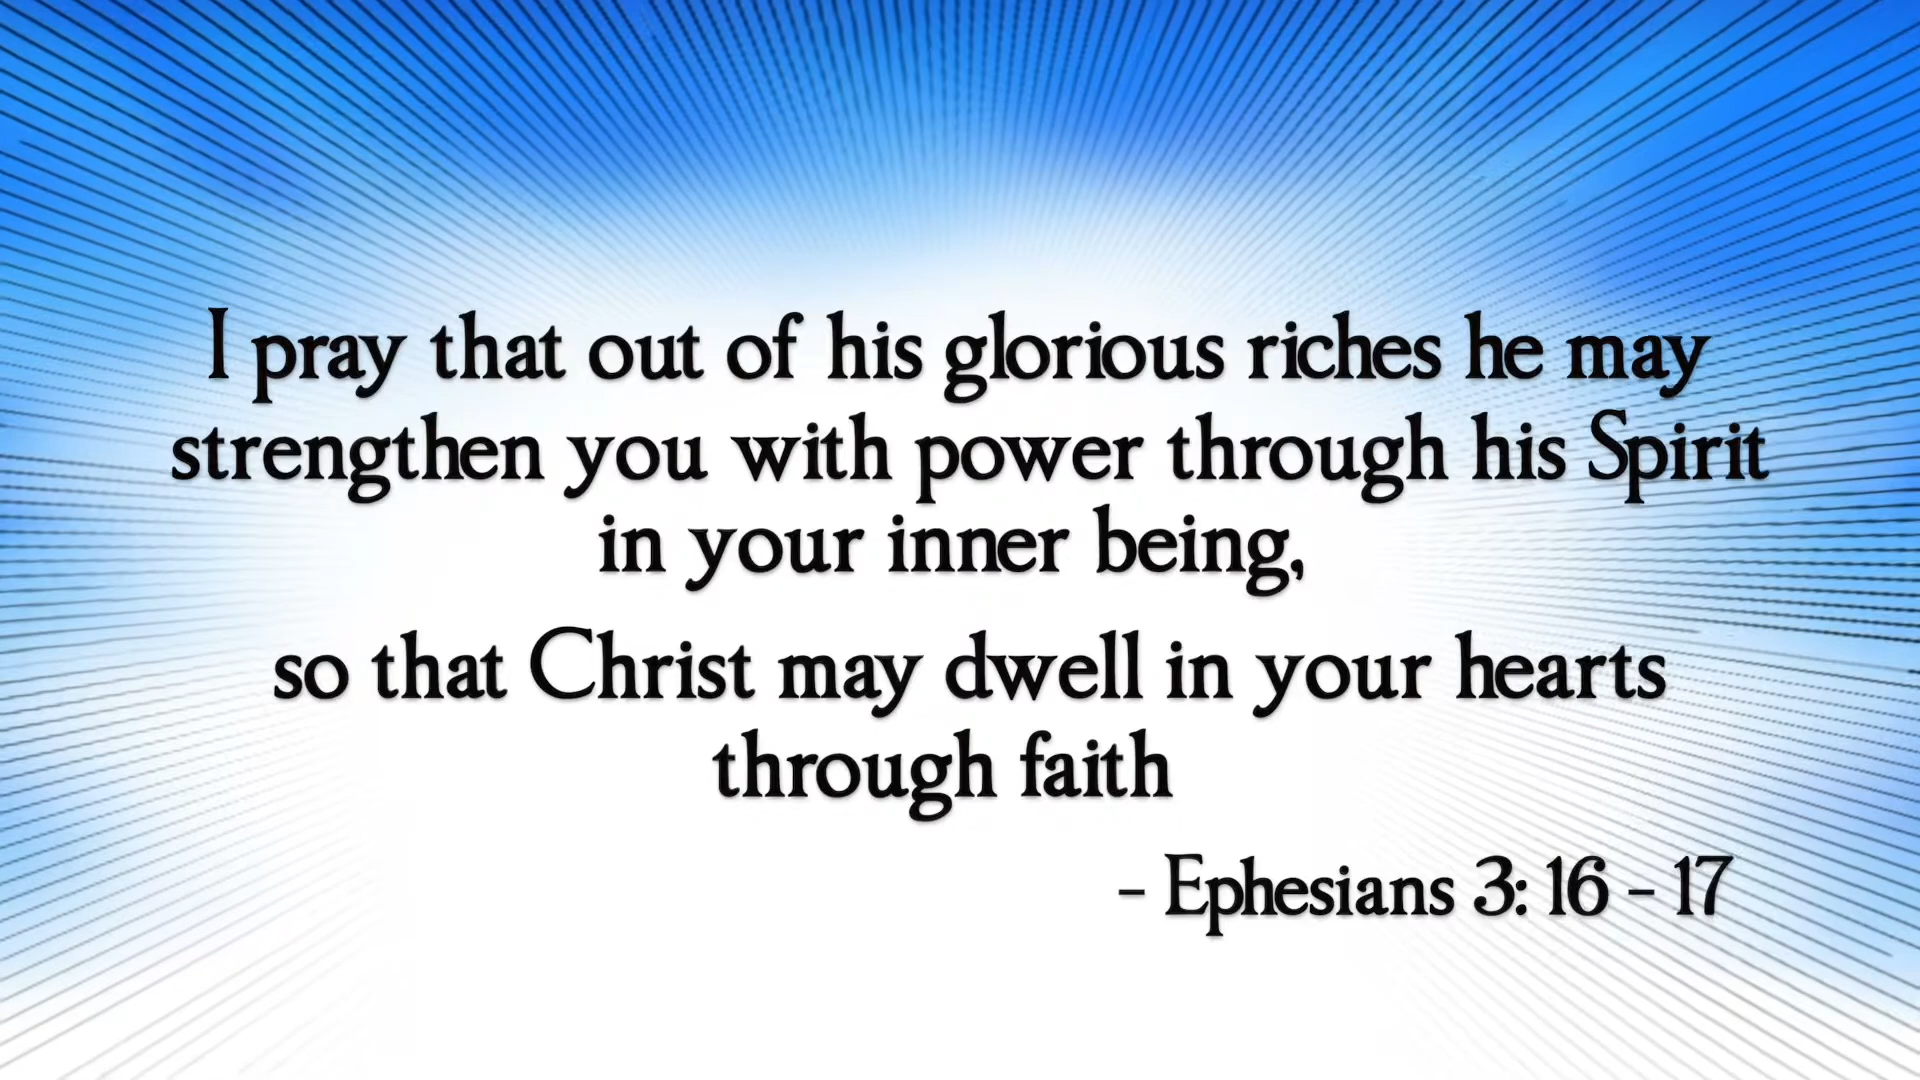 I pray that out of his glorious riches he may
strengthen you with power through his Spirit
in your inner being,
so that Christ may dwell in your hearts
through faith
- Ephesians 3: 16 - 17